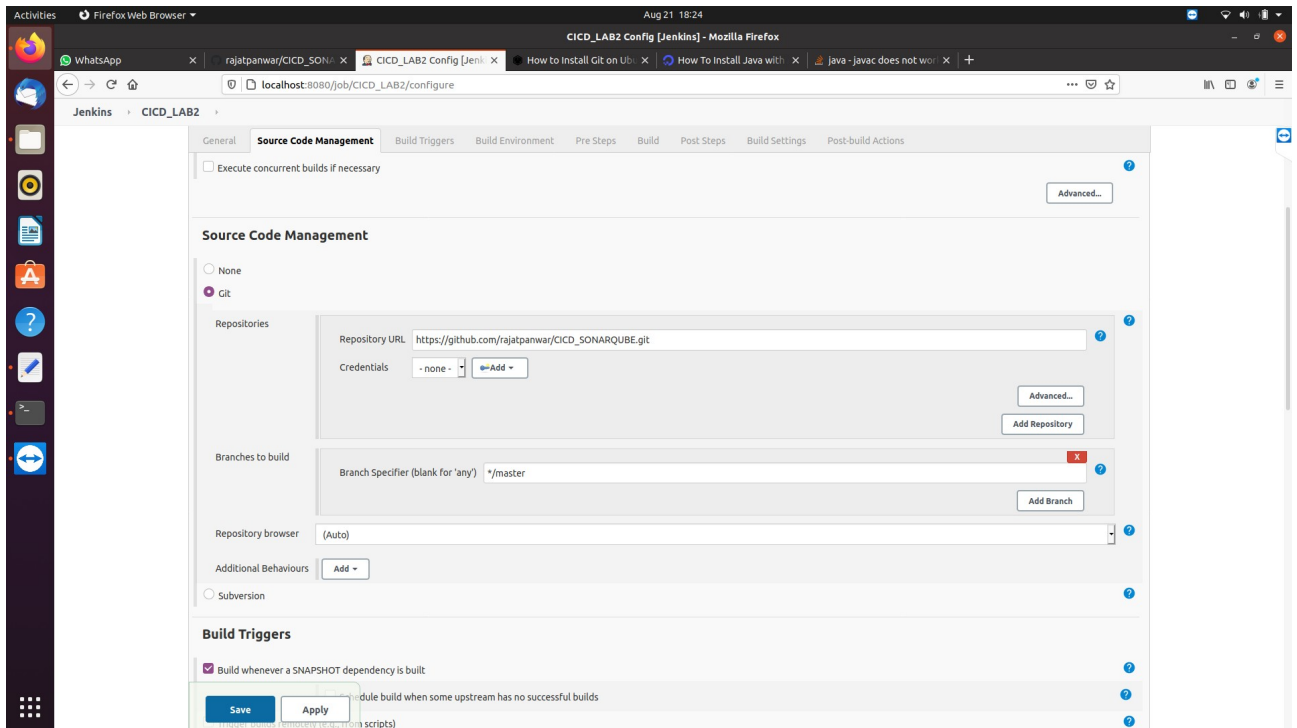 Activities Firefox Web Browser Aug 21 18:24
CICD_LAB2 Config [Jenkins] - Mozilla Firefox
WhatsApp rajatpanwar/CICD_SONA CICD_LAB2 Config [Jenk How to Install Git on Ubu How To Install Java with java - javac does not wor
localhost:8080/job/CICD_LAB2/configure
Jenkins CICD_LAB2
General Source Code Management Build Triggers Build Environment Pre Steps Build Post Steps Build Settings Post-build Actions
Execute concurrent builds if necessary
Advanced...
Source Code Management
None
Git
Repositories
Repository URL https://github.com/rajatpanwar/CICD_SONARQUBE.git
Credentials - none - Add
Advanced...
Add Repository
Branches to build
X
Branch Specifier (blank for 'any') */master
Add Branch
Repository browser (Auto)
Additional Behaviours Add
Subversion
Build Triggers
Build whenever a SNAPSHOT dependency is built
dule build when some upstream has no successful builds
Save Apply
Trigger builds remotely (e.g., from scripts)